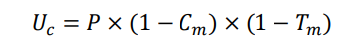 U_c = P × (1 − C_m) × (1 − T_m)